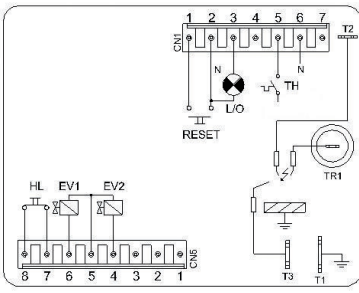 1 2 3 4 5 6 7
CN1
T2
N
N
TH
L/O
RESET
TR1
HL EV1 EV2
CN6
8 7 6 5 4 3 2 1
T3 T1